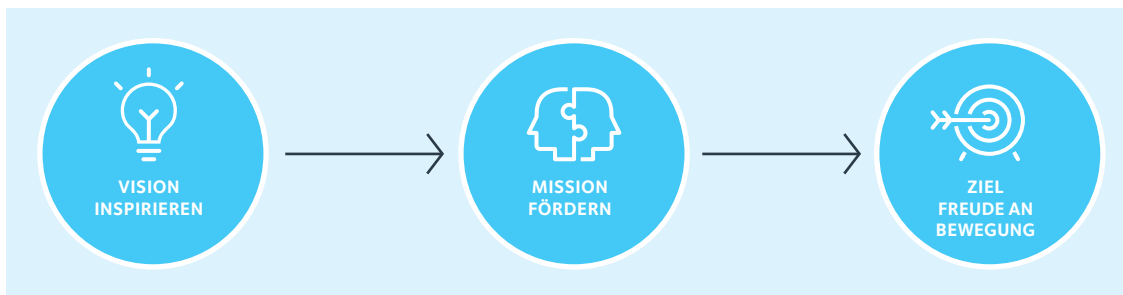 VISION
INSPIRIEREN
MISSION
FÖRDERN
ZIEL
FREUDE AN
BEWEGUNG